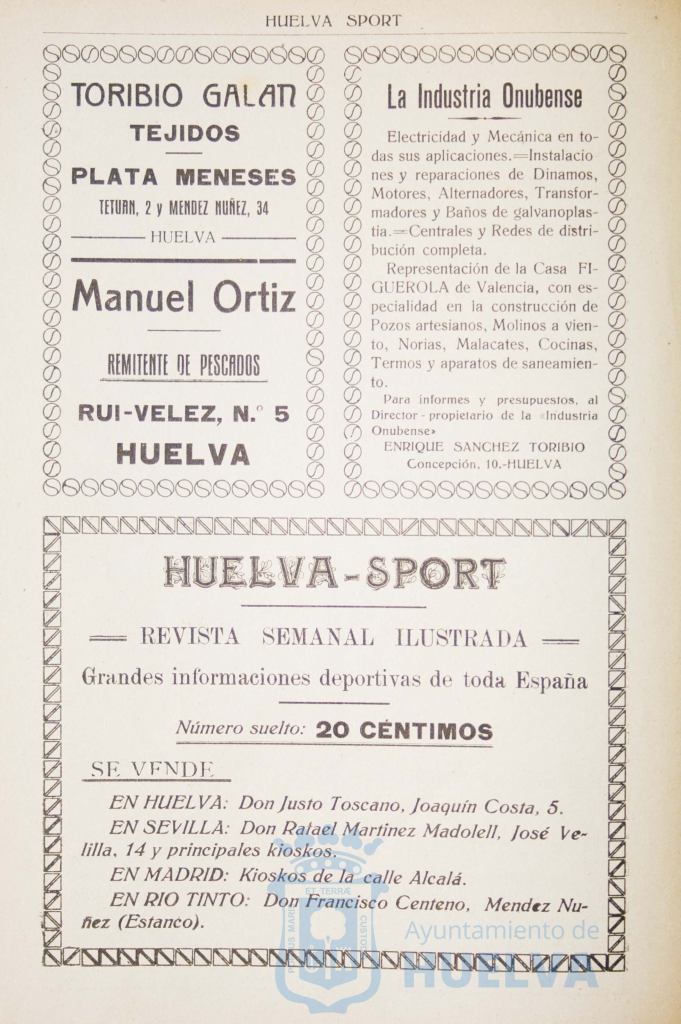 HUELVA SPORT
TORIBIO GALAN
TEJIDOS
PLATA MENESES
TETUAN, 2 y MENDEZ NUÑEZ, 34
HUELVA
Manuel Ortiz
REMITENTE DE PESCADOS
RUI-VELEZ, N.º 5
HUELVA
La Industria Onubense
Electricidad y Mecánica en to-
das sus aplicaciones.=Instalacio
nes y reparaciones de Dinamos,
Motores, Alternadores, Transfor-
madores y Baños de galvanoplas-
tia.=Centrales y Redes de distri-
bución completa.
Representación de la Casa FI-
GUEROLA de Valencia, con es-
pecialidad en la construcción de
Pozos artesianos, Molinos a vien-
to, Norias, Malacates, Cocinas,
Termos y aparatos de saneamien-
to.
Para informes y presupuestos, al
Director-propietario de la «Industria
Onubense»
ENRIQUE SANCHEZ TORIBIO
Concepción, 10.-HUELVA
HUELVA-SPORT
REVISTA SEMANAL ILUSTRADA
Grandes informaciones deportivas de toda España
Número suelto: 20 CÉNTIMOS
SE VENDE
EN HUELVA: Don Justo Toscano, Joaquín Costa, 5.
EN SEVILLA: Don Rafael Martinez Madolell, José Ve-
lilla, 14 y principales kioskos.
EN MADRID: Kioskos de la calle Alcalá.
EN RIO TINTO: Don Francisco Centeno, Mendez Nu-
ñez (Estanco).
PORTUS MARIS ET TERRÆ CUSTODIA
Ayuntamiento de
HUELVA